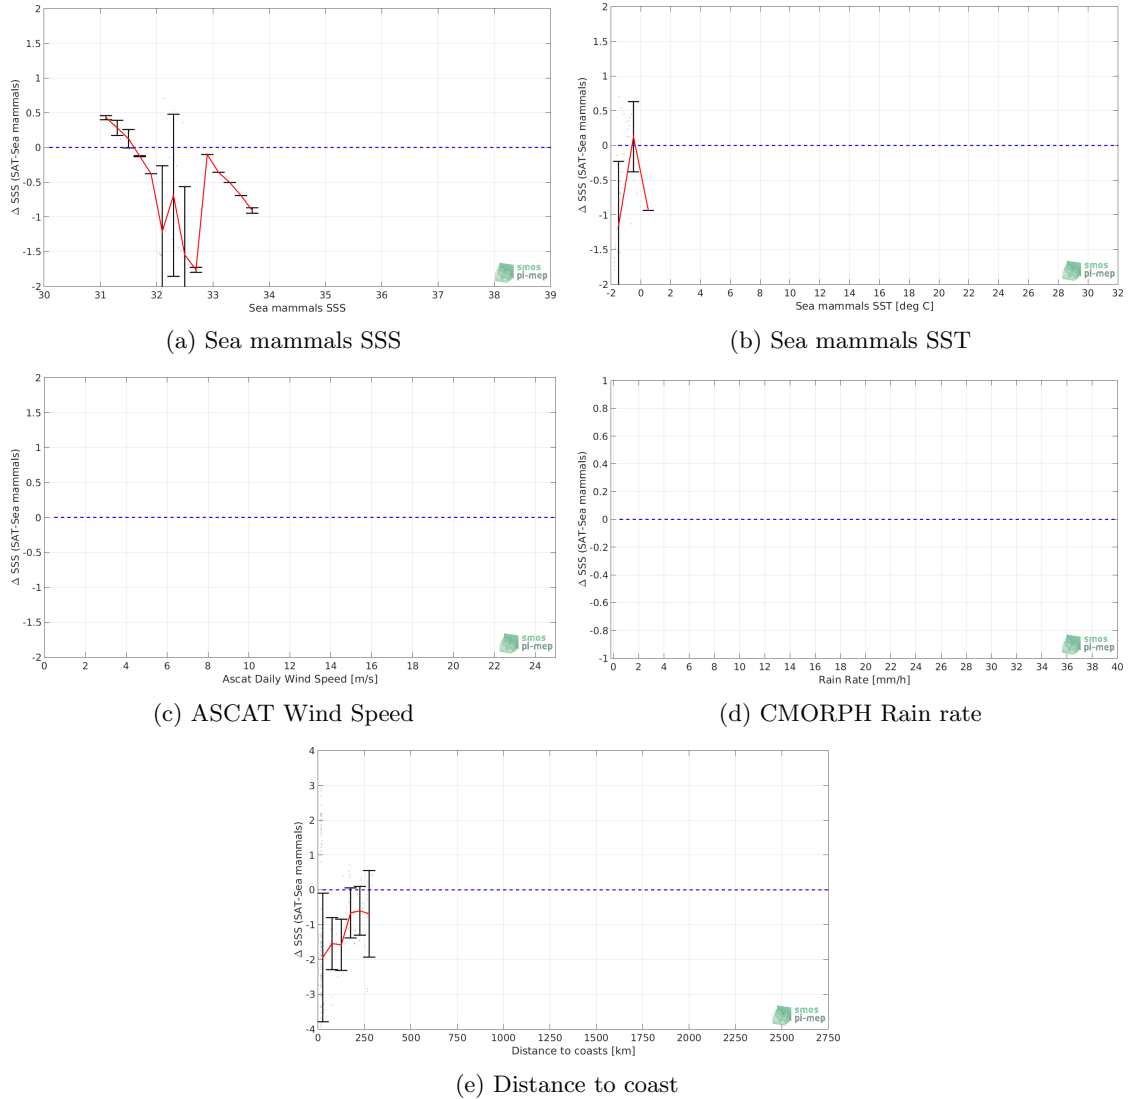 2
1.5
1
0.5
0
-0.5
-1
-1.5
-2
Δ SSS (SAT-Sea mammals)
30 31 32 33 34 35 36 37 38 39
Sea mammals SSS
smos
pi-mep
(a) Sea mammals SSS
2
1.5
1
0.5
0
-0.5
-1
-1.5
-2
Δ SSS (SAT-Sea mammals)
-2 0 2 4 6 8 10 12 14 16 18 20 22 24 26 28 30 32
Sea mammals SST [deg C]
smos
pi-mep
(b) Sea mammals SST
2
1.5
1
0.5
0
-0.5
-1
-1.5
-2
Δ SSS (SAT-Sea mammals)
0 2 4 6 8 10 12 14 16 18 20 22 24
Ascat Daily Wind Speed [m/s]
smos
pi-mep
(c) ASCAT Wind Speed
1
0.8
0.6
0.4
0.2
0
-0.2
-0.4
-0.6
-0.8
-1
Δ SSS (SAT-Sea mammals)
0 2 4 6 8 10 12 14 16 18 20 22 24 26 28 30 32 34 36 38 40
Rain Rate [mm/h]
smos
pi-mep
(d) CMORPH Rain rate
4
3
2
1
0
-1
-2
-3
-4
Δ SSS (SAT-Sea mammals)
0 250 500 750 1000 1250 1500 1750 2000 2250 2500 2750
Distance to coasts [km]
smos
pi-mep
(e) Distance to coast